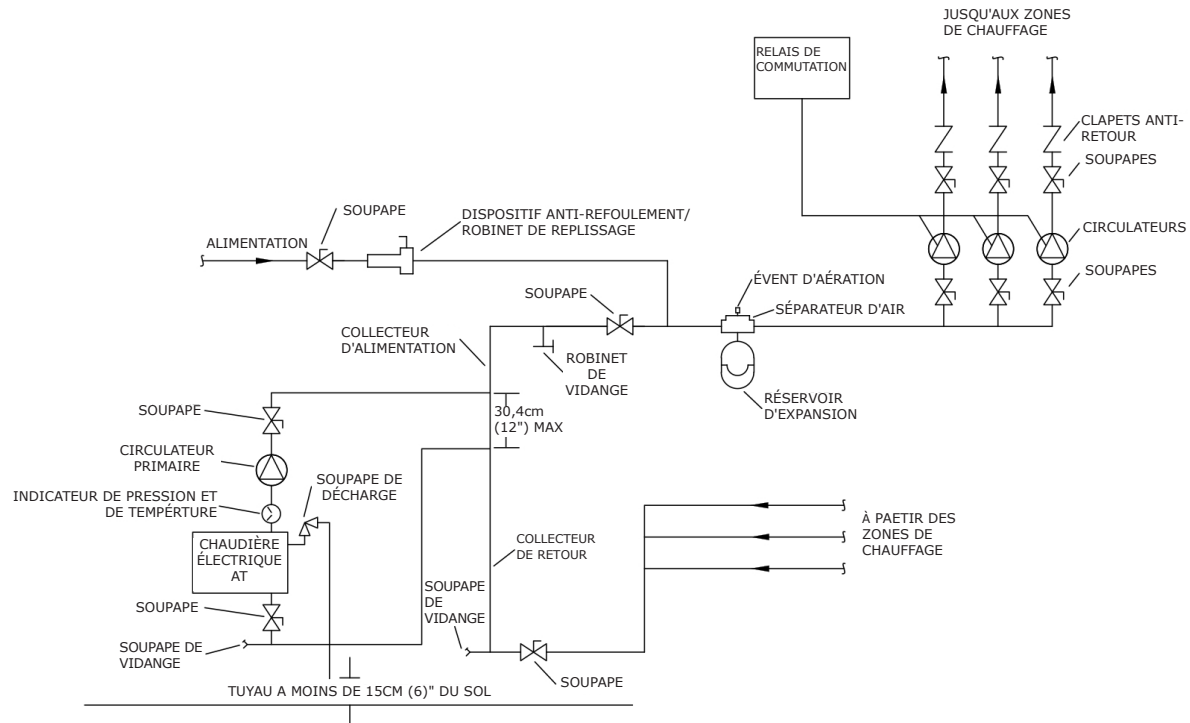 JUSQU'AUX ZONES
DE CHAUFFAGE
RELAIS DE
COMMUTATION
CLAPETS ANTI-
RETOUR
SOUPAPES
SOUPAPE
DISPOSITIF ANTI-REFOULEMENT/
ROBINET DE REPLISSAGE
CIRCULATEURS
ALIMENTATION
ÉVENT D'AÉRATION
SOUPAPES
SOUPAPE
SÉPARATEUR D'AIR
COLLECTEUR
D'ALIMENTATION
ROBINET
DE
VIDANGE
RÉSERVOIR
D'EXPANSION
SOUPAPE
30,4cm
(12") MAX
CIRCULATEUR
PRIMAIRE
SOUPAPE DE
DÉCHARGE
INDICATEUR DE PRESSION ET
DE TEMPÉRTURE
À PAETIR DES
ZONES DE
CHAUFFAGE
CHAUDIÈRE
ÉLECTRIQUE
AT
COLLECTEUR
DE RETOUR
SOUPAPE
SOUPAPE
DE
VIDANGE
SOUPAPE DE
VIDANGE
SOUPAPE
TUYAU A MOINS DE 15CM (6)" DU SOL